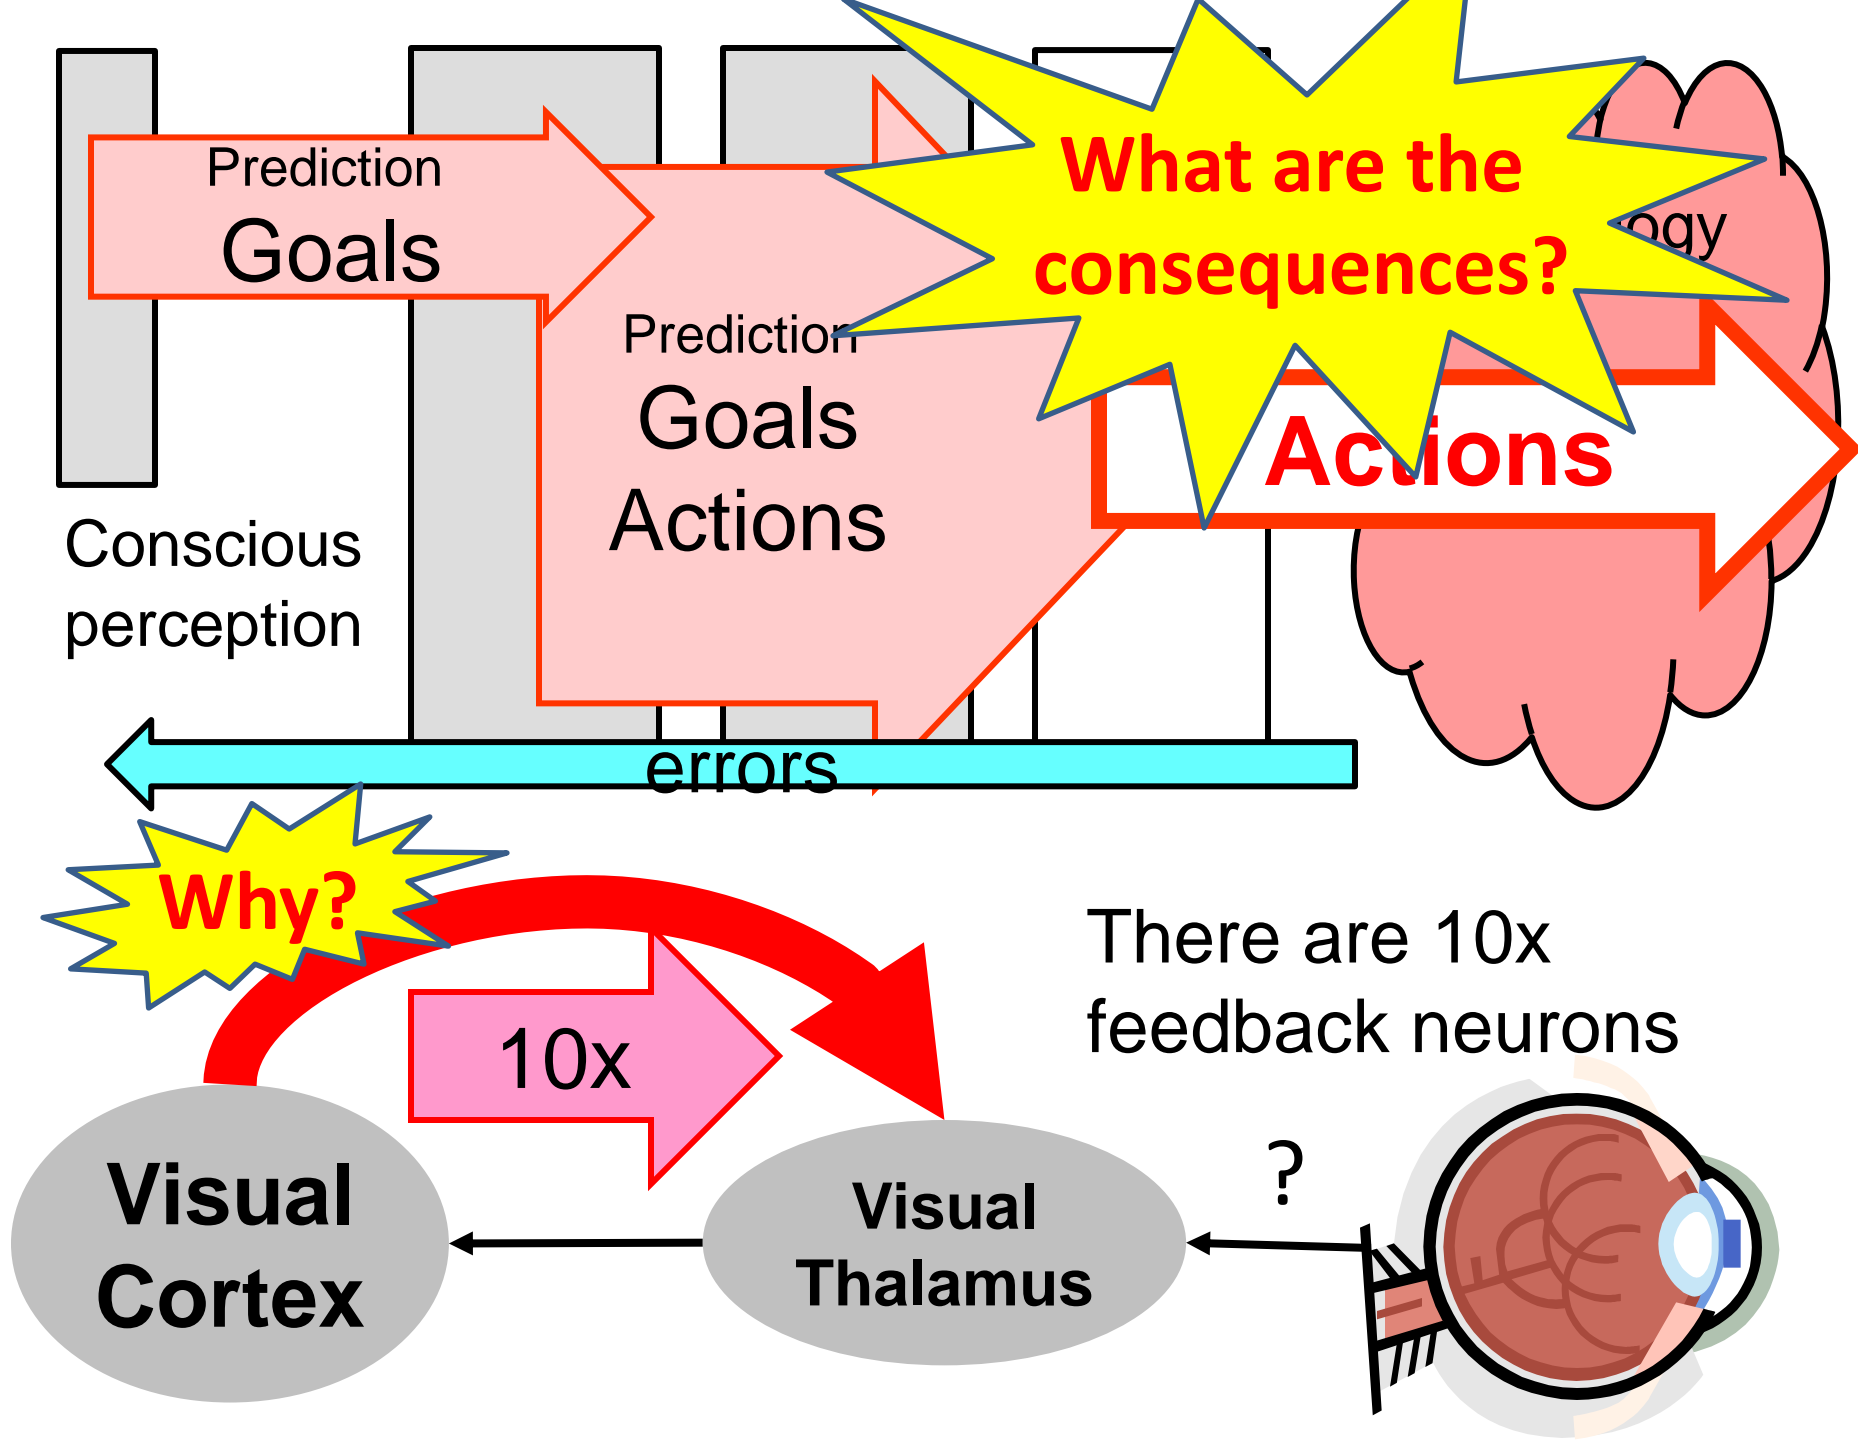 Prediction
Goals
What are the
consequences?
ogy
Prediction
Goals
Actions
Actions
Conscious
perception
errors
Why?
There are 10x
feedback neurons
10x
Visual
Cortex
Visual
Thalamus
?